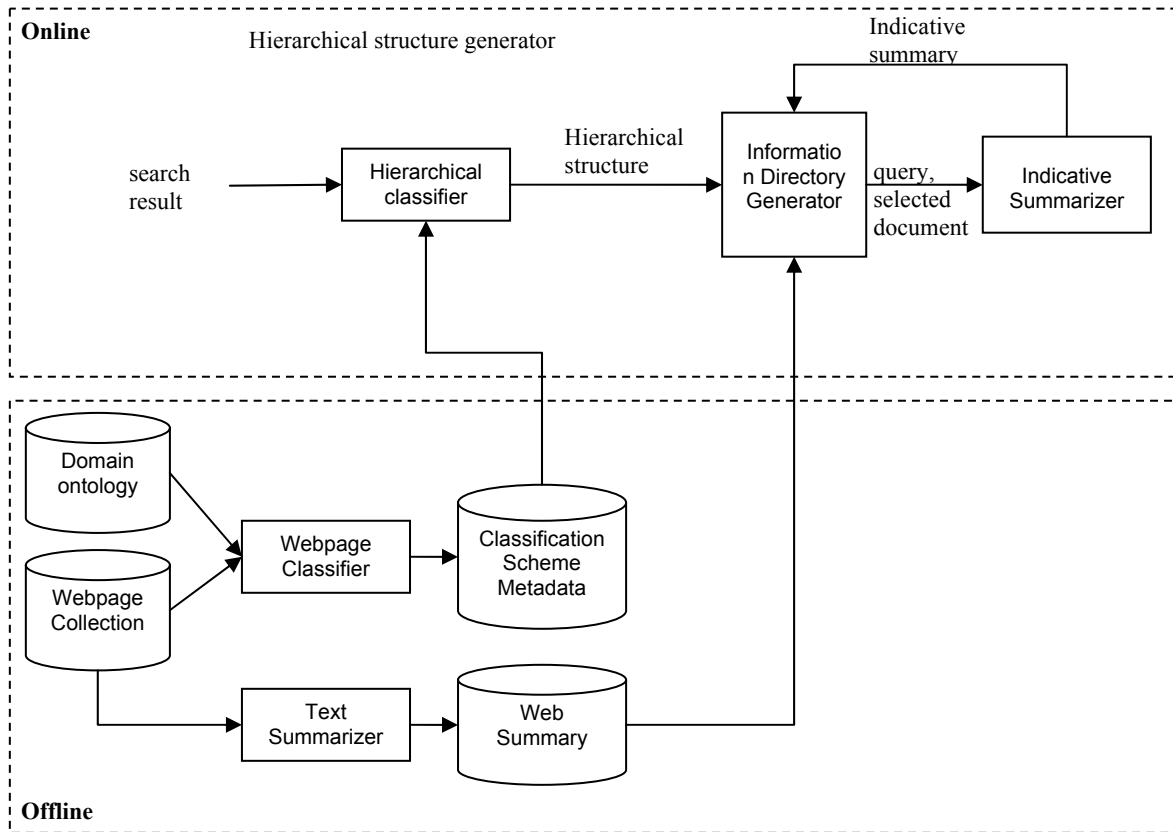 Online
Hierarchical structure generator
Indicative
summary
search
result
Hierarchical
classifier
Hierarchical
structure
Informatio
n Directory
Generator
query,
selected
document
Indicative
Summarizer
Domain
ontology
Webpage
Collection
Webpage
Classifier
Classification
Scheme
Metadata
Text
Summarizer
Web
Summary
Offline